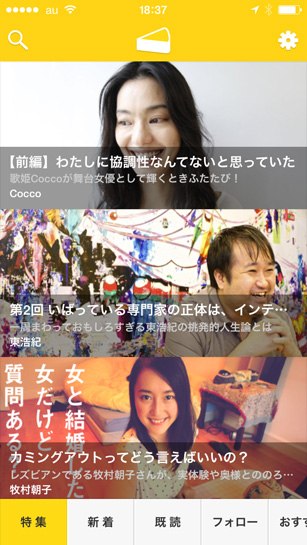 au
18:37
【前編】わたしに協調性なんてないと思っていた
歌姫Coccoが舞台女優として輝くときふたたび！
Cocco
第2回 いばっている専門家の正体は、インテ…
一周まわっておもしろすぎる東浩紀の挑発的人生論とは
東浩紀
女と結婚した
女だけど
質問ある？
カミングアウトってどう言えばいいの？
レズビアンである牧村朝子さんが、実体験や奥様とののろ…
牧村朝子
特集
新着
既読
フォロー
おすす